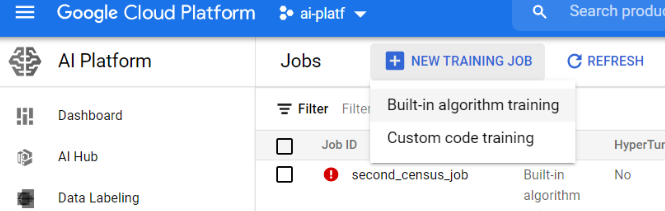 Google Cloud Platform
ai-platf
Search produc
AI Platform
Jobs
NEW TRAINING JOB
REFRESH
Built-in algorithm training
Custom code training
Dashboard
AI Hub
Data Labeling
Filter
Filter
Job ID
HyperTun
second_census_job
Built-in
algorithm
No